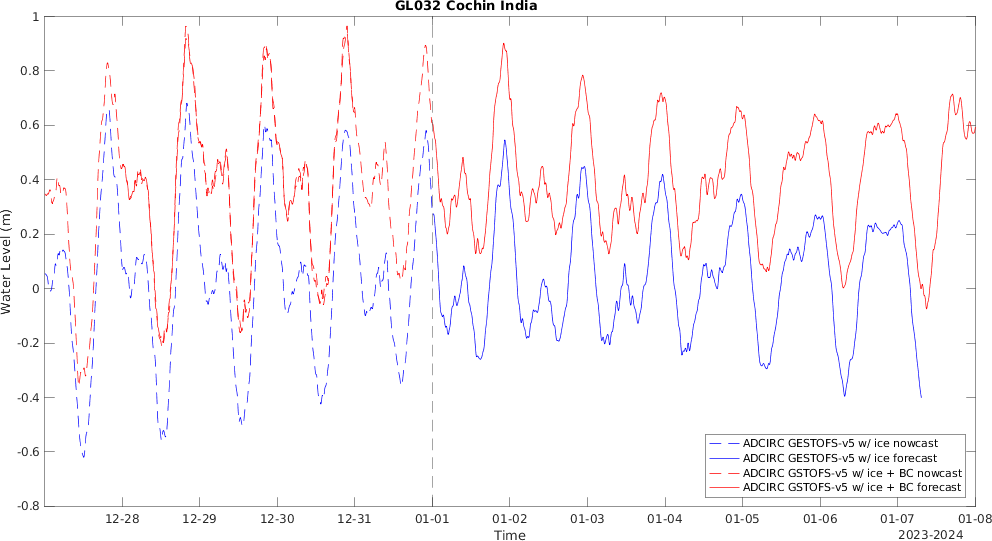 GL032 Cochin India
1
0.8
0.6
0.4
0.2
0
-0.2
-0.4
-0.6
-0.8
Water Level (m)
ADCIRC GESTOFS-v5 w/ ice nowcast
ADCIRC GESTOFS-v5 w/ ice forecast
ADCIRC GSTOFS-v5 w/ ice + BC nowcast
ADCIRC GSTOFS-v5 w/ ice + BC forecast
12-28 12-29 12-30 12-31 01-01 01-02 01-03 01-04 01-05 01-06 01-07 01-08
Time
2023-2024